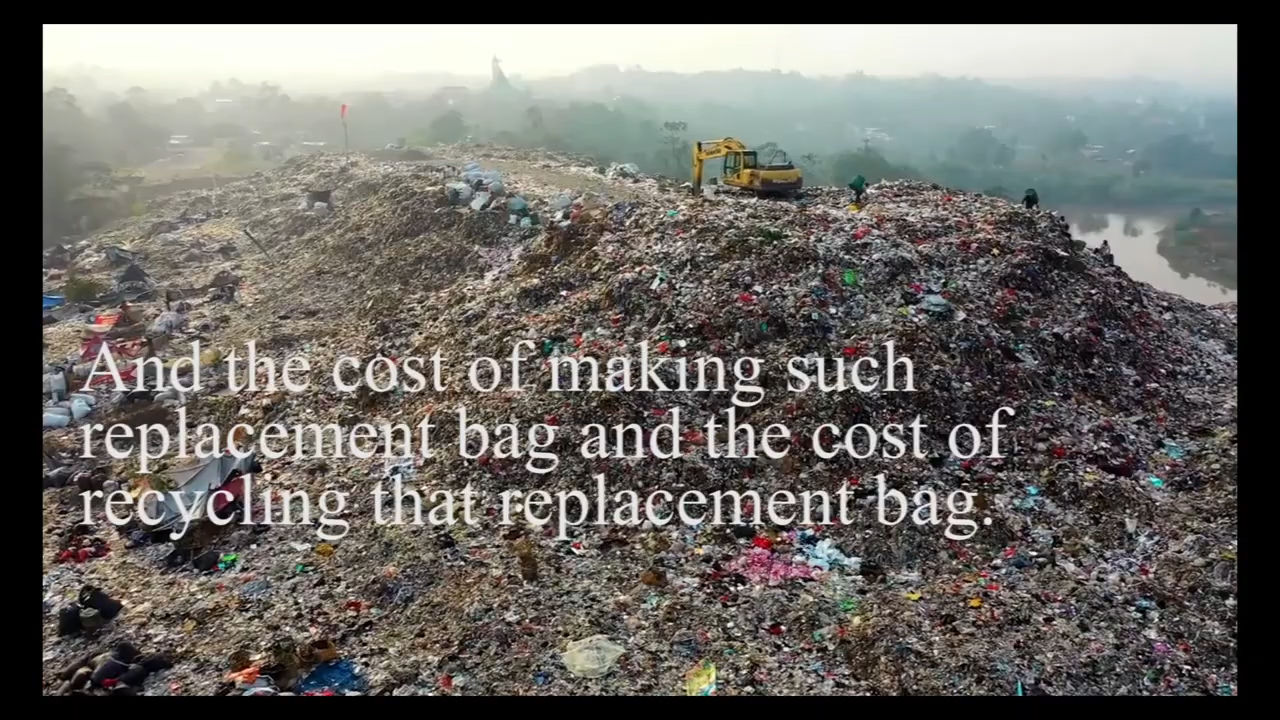 And the cost of making such
replacement bag and the cost of
recycling that replacement bag.